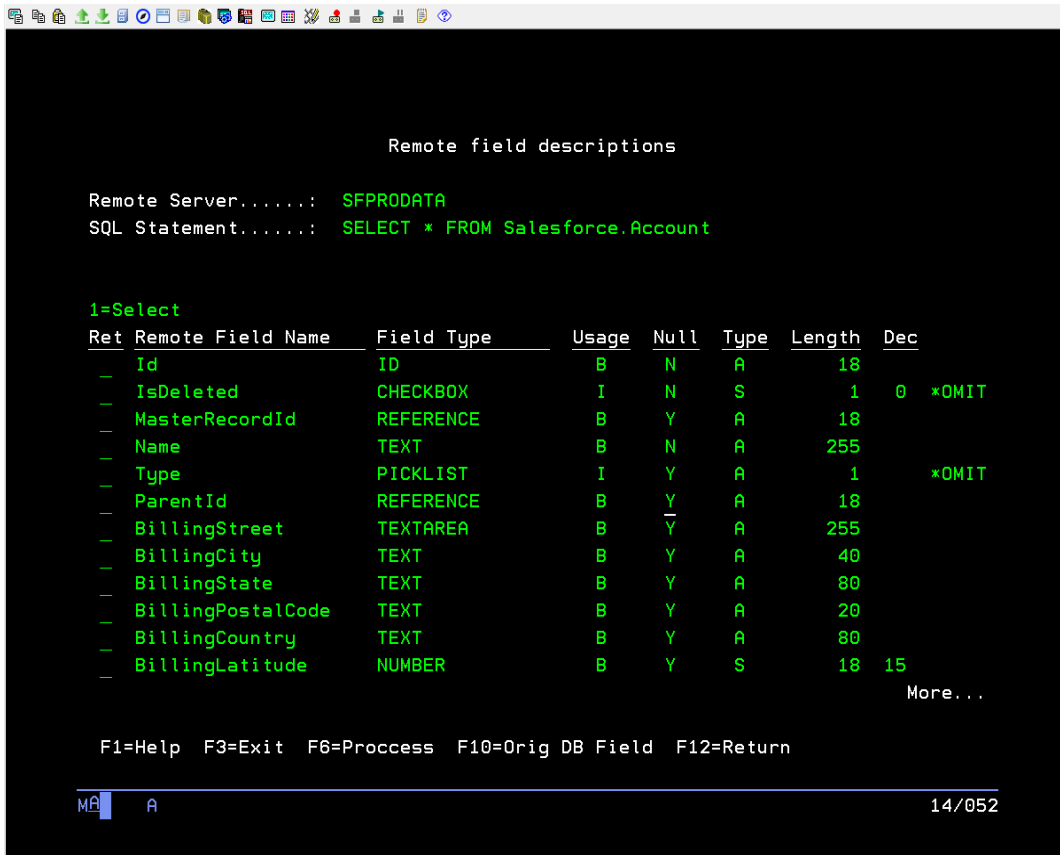 Remote field descriptions
Remote Server......: SFPRODATA
SQL Statement......: SELECT * FROM Salesforce.Account
1=Select
Ret Remote Field Name Field Type Usage Null Type Length Dec
_ Id ID B N A 18
_ IsDeleted CHECKBOX I N S 1 0 *OMIT
_ MasterRecordId REFERENCE B Y A 18
_ Name TEXT B N A 255
_ Type PICKLIST I Y A 1 *OMIT
_ ParentId REFERENCE B Y A 18
_ BillingStreet TEXTAREA B Y A 255
_ BillingCity TEXT B Y A 40
_ BillingState TEXT B Y A 80
_ BillingPostalCode TEXT B Y A 20
_ BillingCountry TEXT B Y A 80
_ BillingLatitude NUMBER B Y S 18 15
More...
F1=Help F3=Exit F6=Proccess F10=Orig DB Field F12=Return
MA A 14/052